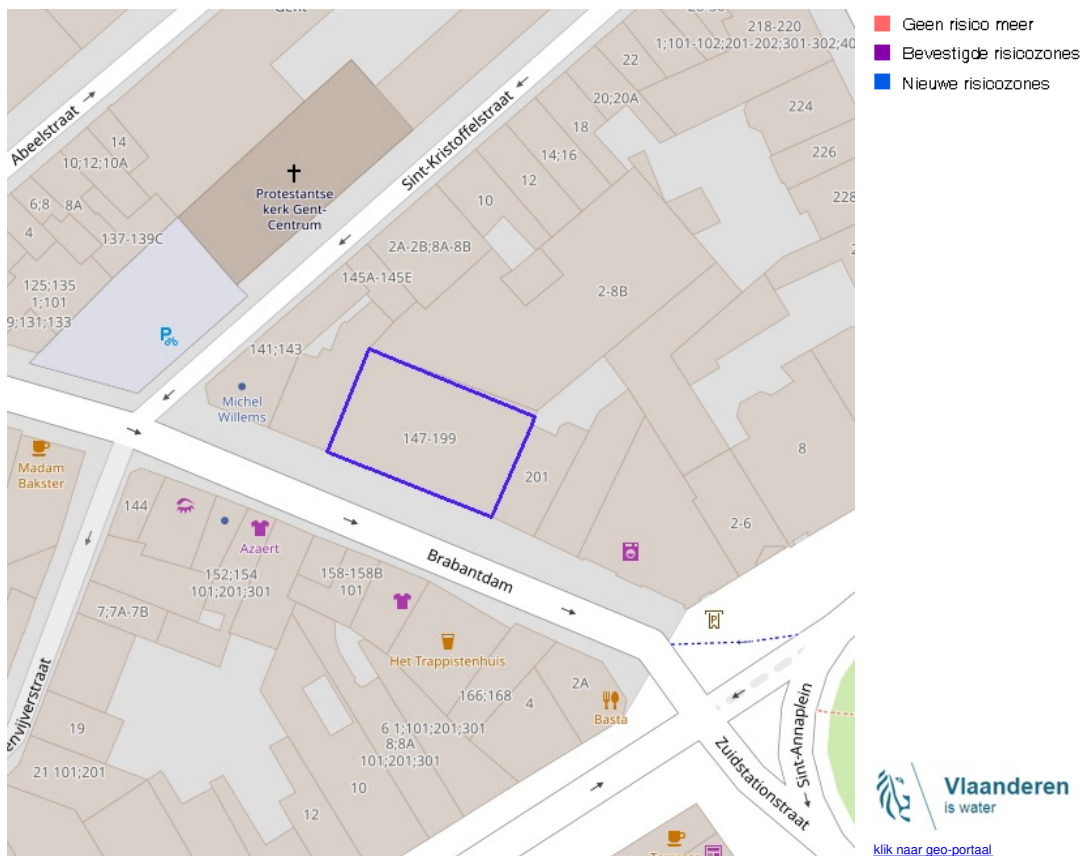 Gent
218-220
1;101-102;201-202;301-302;40
22
20;20A
224
18
14;16
226
12
228
10
Abeelstraat
14
10;12;10A
6;8
8A
4
137-139C
Protestantse
kerk Gent-
Centrum
Sint-Kristoffelstraat
2A-2B;8A-8B
145A-145E
2-8B
125;135
1;101
9;131;133
141;143
Michel
Willems
147-199
201
8
2-6
Madam
Bakster
144
Azaert
152;154
101;201;301
158-158B
101
Brabantdam
7;7A-7B
Het Trappistenhuis
166;168
4
2A
Basta
6 1;101;201;301
8;8A
101;201;301
10
12
19
21 101;201
envijverstraat
Zuidstationstraat
Sint-Annaplein
Geen risico meer
Bevestigde risicozones
Nieuwe risicozones
Vlaanderen
is water
klik naar geo-portaal